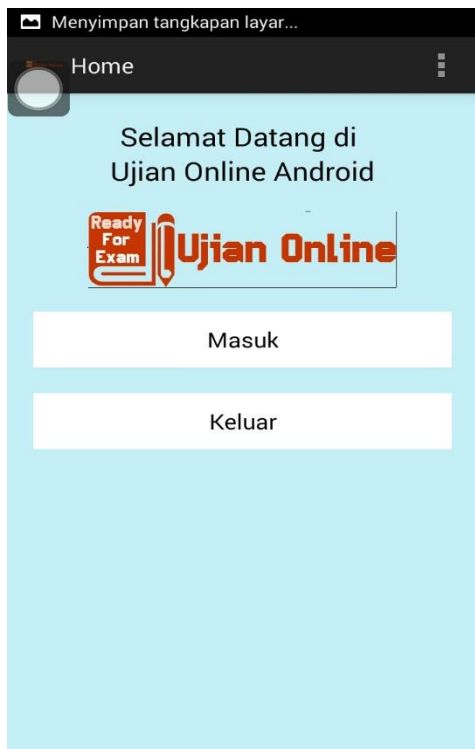 Menyimpan tangkapan layar...
Home
Selamat Datang di
Ujian Online Android
Ready
For
Exam
Ujian Online
Masuk
Keluar